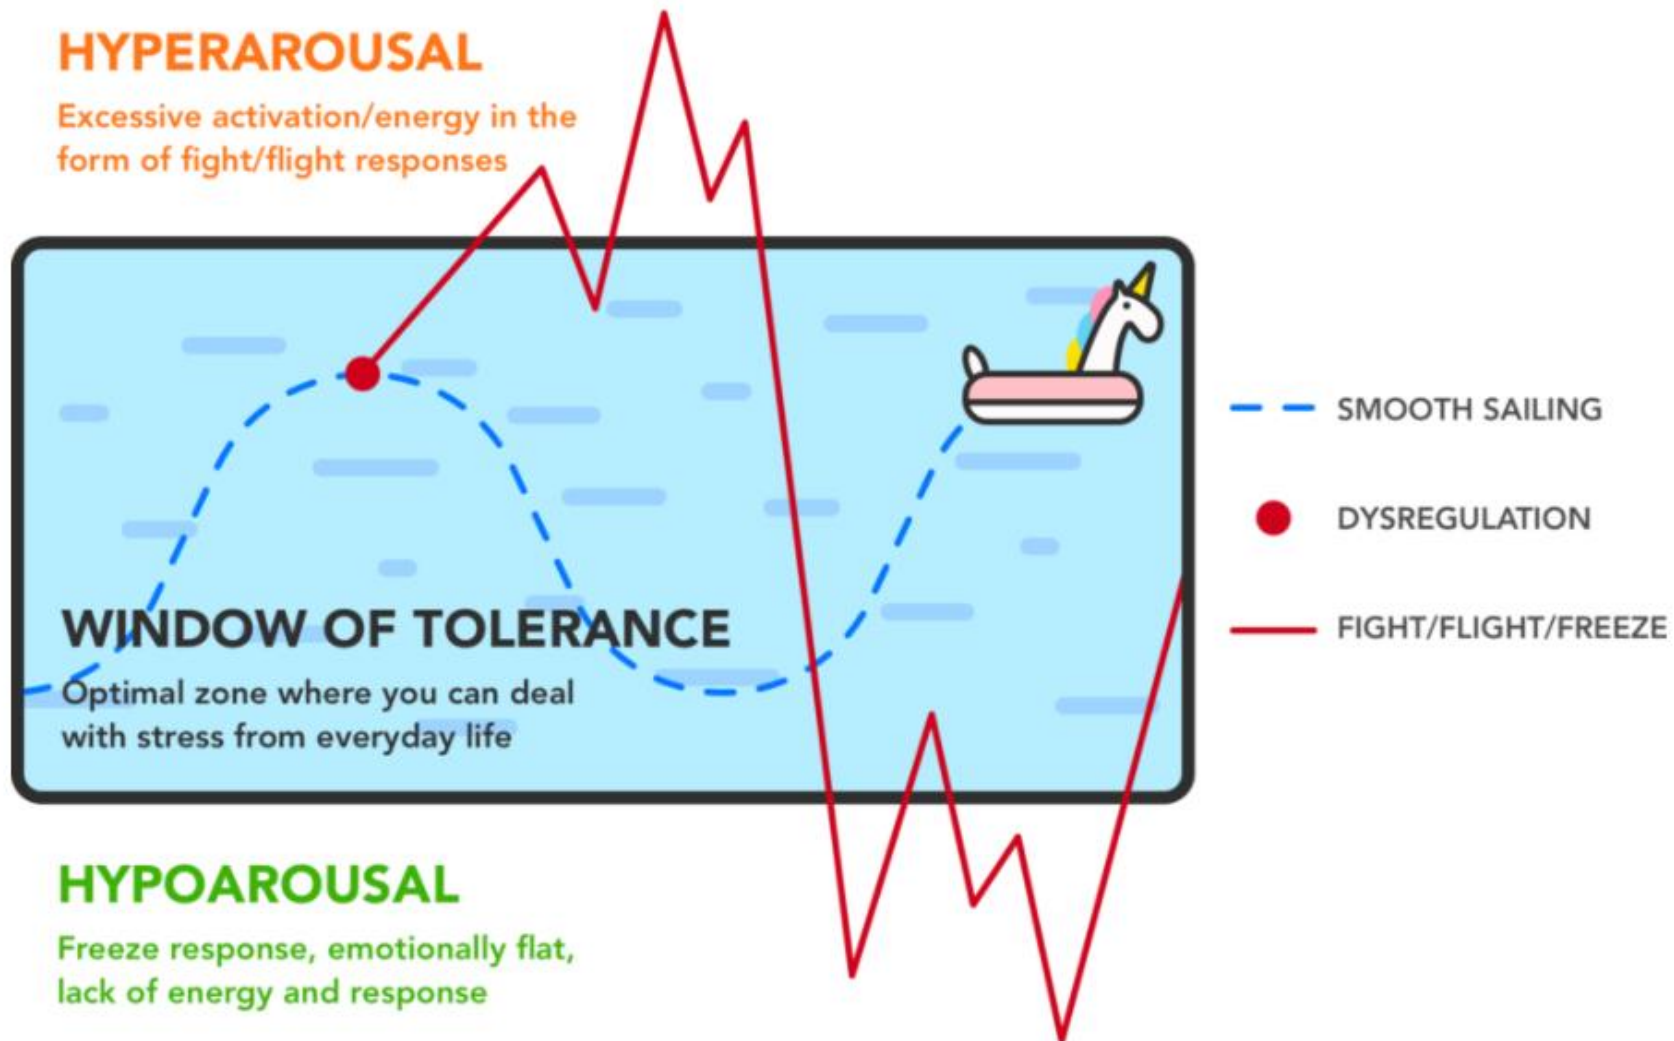 HYPERAROUSAL
Excessive activation/energy in the
form of fight/flight responses
WINDOW OF TOLERANCE
Optimal zone where you can deal
with stress from everyday life
HYPOAROUSAL
Freeze response, emotionally flat,
lack of energy and response
SMOOTH SAILING
DYSREGULATION
FIGHT/FLIGHT/FREEZE